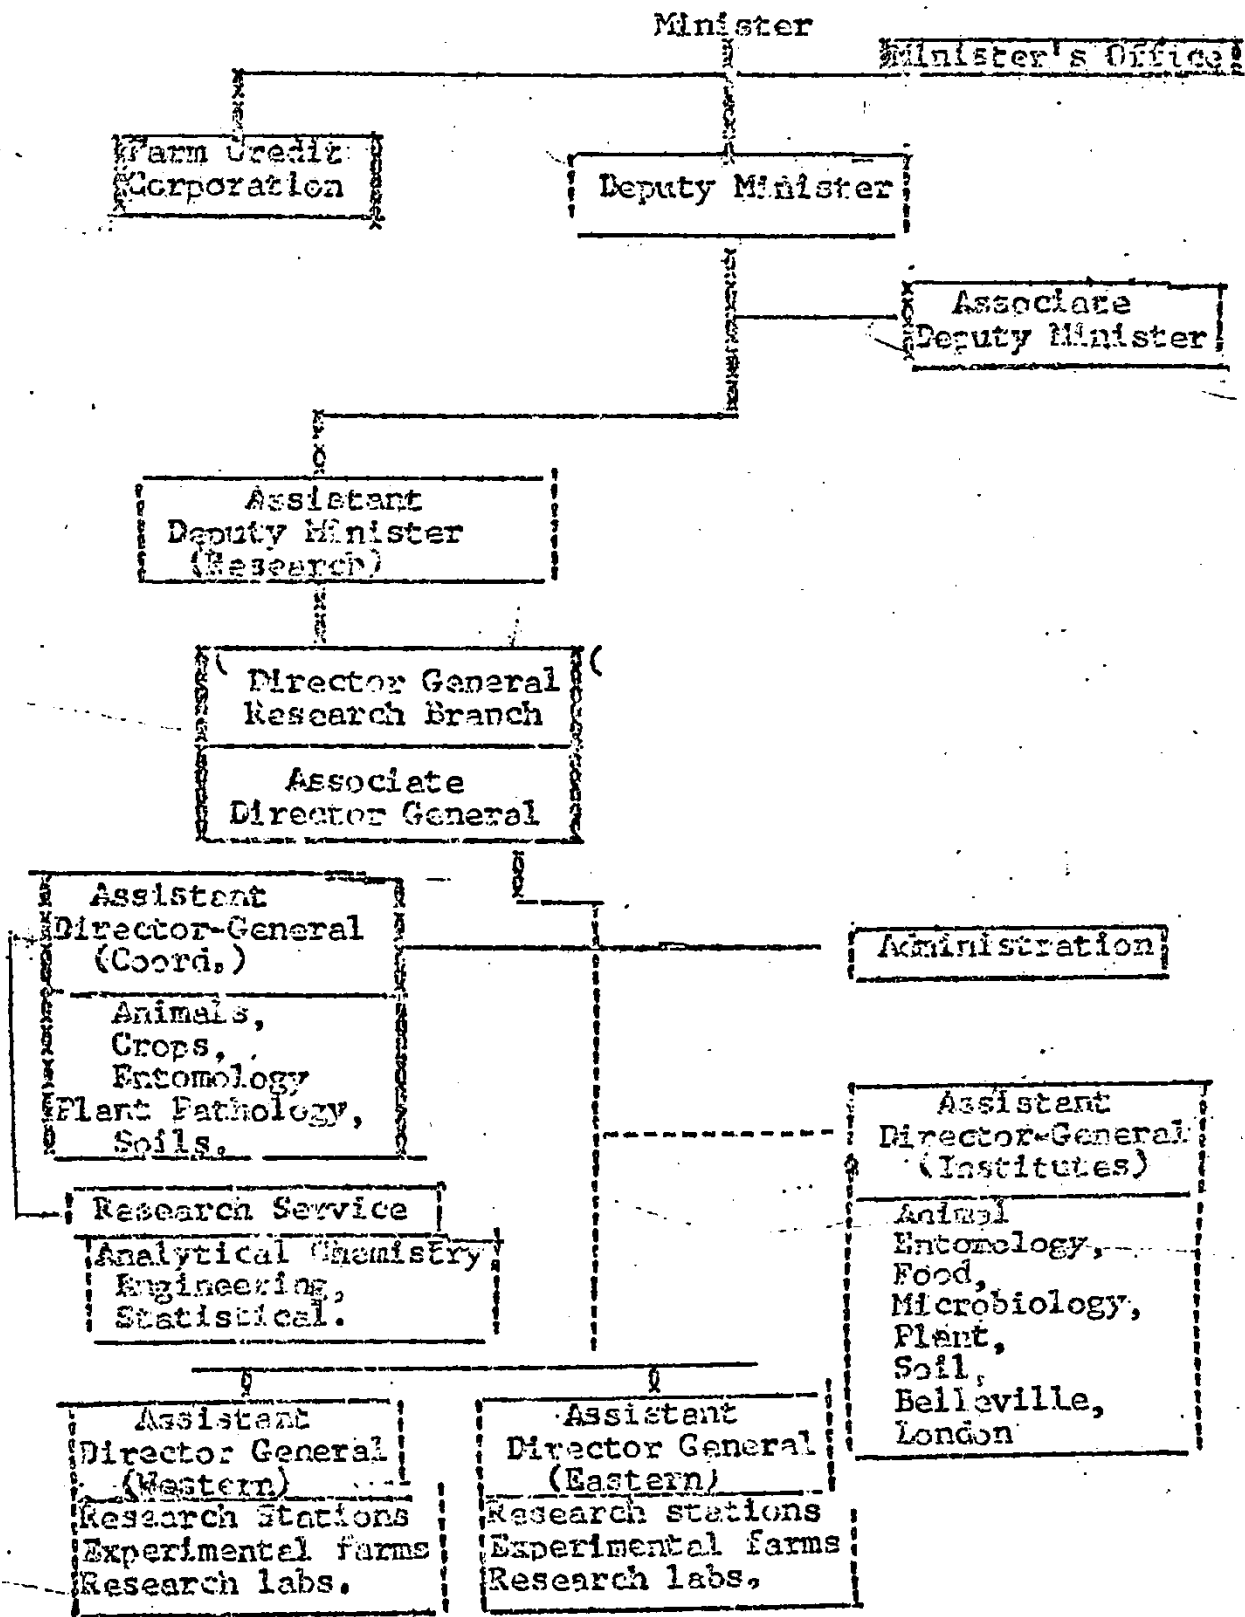 Minister
Minister's Office
Farm Credit
Corporation
Deputy Minister
Associate
Deputy Minister
Assistant
Deputy Minister
(Research)
Director General
Research Branch
Associate
Director General
Assistant
Director-General
(Coord.)
Animals,
Crops,
Entomology
Plant Pathology,
Soils.
Administration
Assistant
Director-General
(Institutes)
Animal
Entomology,
Food,
Microbiology,
Plant,
Soil,
Belleville,
London
Research Service
Analytical Chemistry
Engineering,
Statistical.
Assistant
Director General
(Western)
Research Stations
Experimental farms
Research labs.
Assistant
Director General
(Eastern)
Research stations
Experimental farms
Research labs,